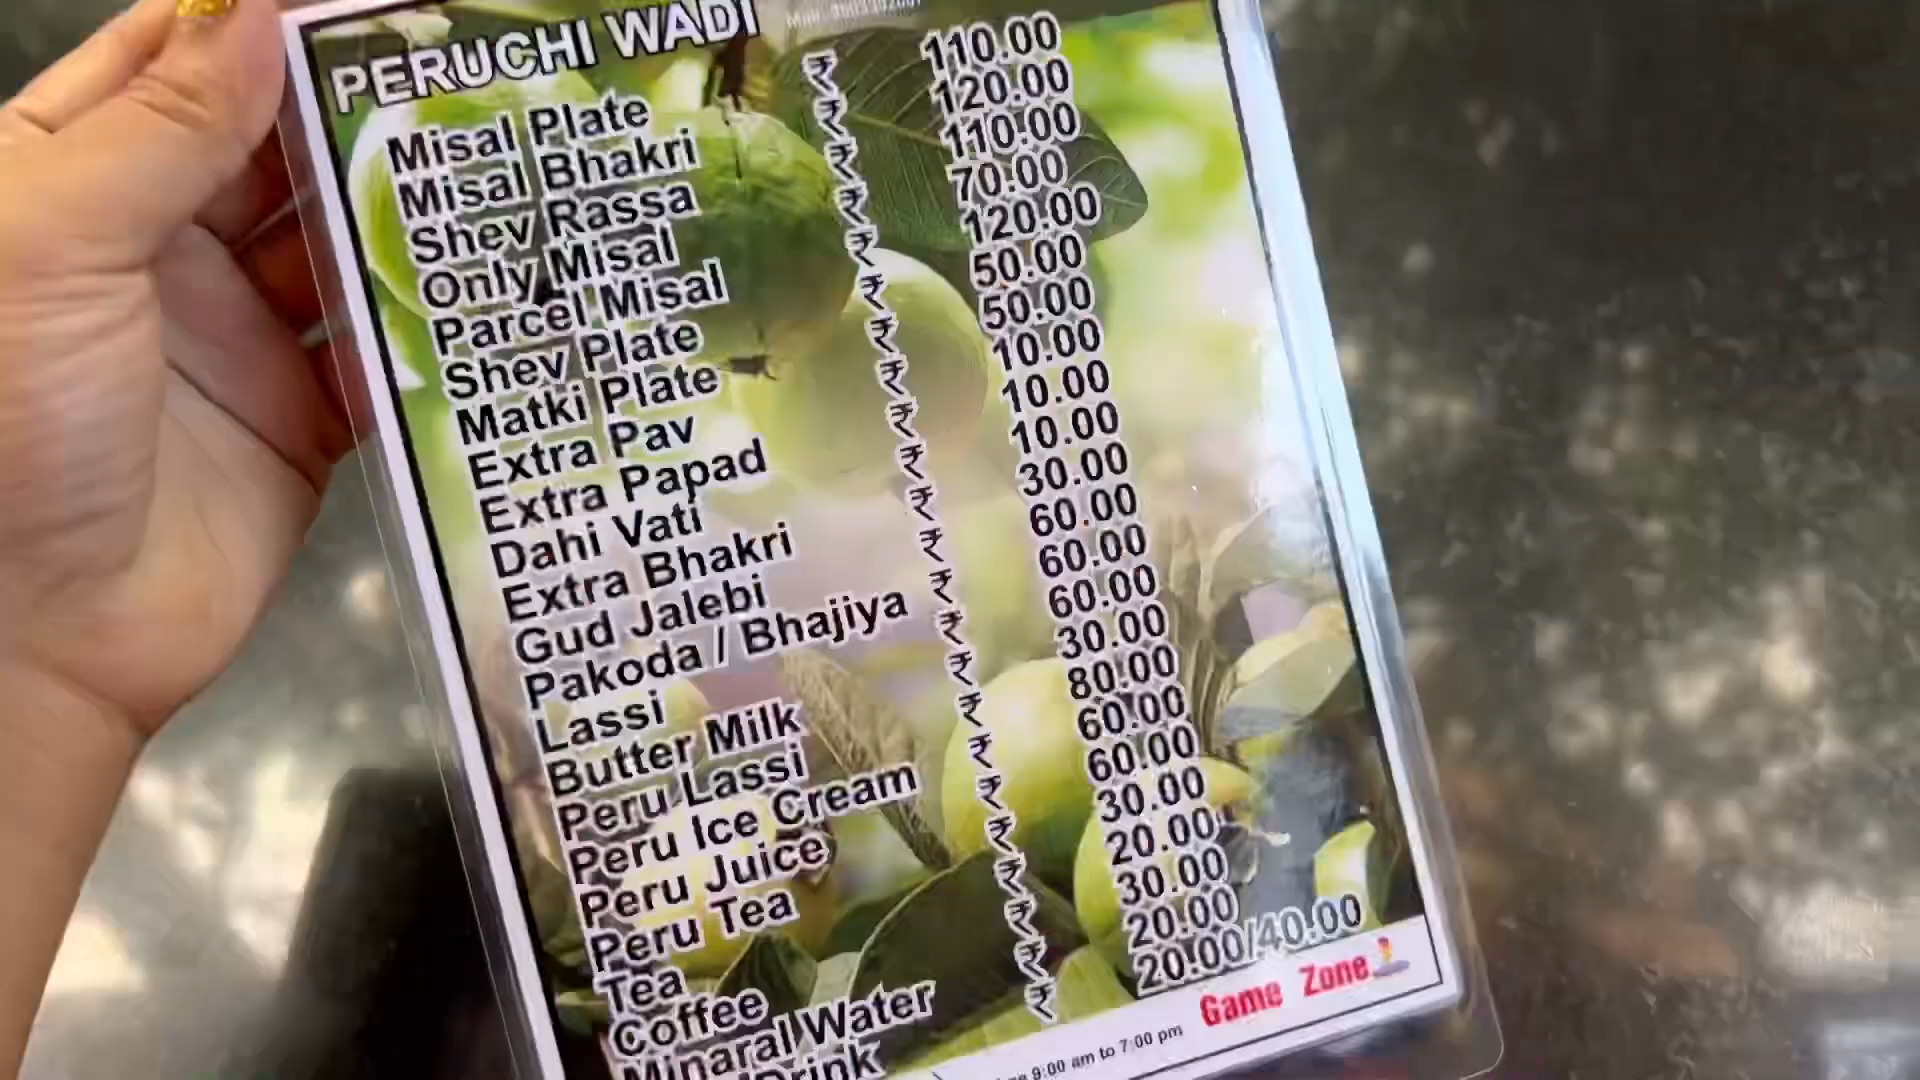 PERUCHI WADI
Misal Plate ₹ 110.00
Misal Bhakri ₹ 120.00
Shev Rassa ₹ 110.00
Only Misal ₹ 70.00
Parcel Misal ₹ 120.00
Shev Plate ₹ 50.00
Matki Plate ₹ 50.00
Extra Pav ₹ 10.00
Extra Papad ₹ 10.00
Dahi Vati ₹ 10.00
Extra Bhakri ₹ 30.00
Gud Jalebi ₹ 60.00
Pakoda / Bhajiya ₹ 60.00
Lassi ₹ 60.00
Butter Milk ₹ 30.00
Peru Lassi ₹ 80.00
Peru Ice Cream ₹ 60.00
Peru Juice ₹ 60.00
Peru Tea ₹ 30.00
Tea ₹ 20.00
Coffee ₹ 30.00
Minaral Water ₹ 20.00
Drink ₹ 20.00/40.00
9:00 am to 7:00 pm
Game Zone